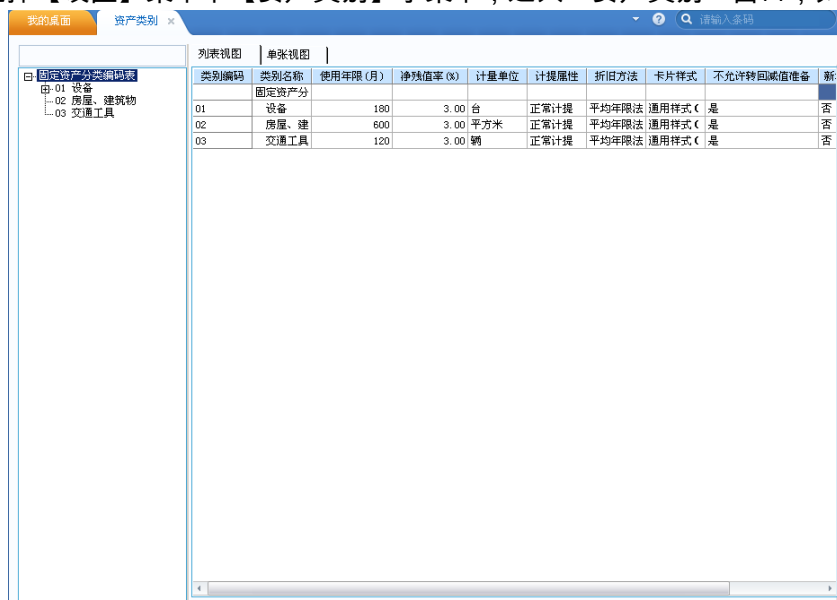 我的桌面 资产类别 × 请输入条码
列表视图 单张视图
固定资产分类编码表
01 设备
02 房屋、建筑物
03 交通工具
类别编码 类别名称 使用年限(月) 净残值率(%) 计量单位 计提属性 折旧方法 卡片样式 不允许转回减值准备 新
固定资产分
01 设备 180 3.00 台 正常计提 平均年限法 通用样式( 是 否
02 房屋、建 600 3.00 平方米 正常计提 平均年限法 通用样式( 是 否
03 交通工具 120 3.00 辆 正常计提 平均年限法 通用样式( 是 否